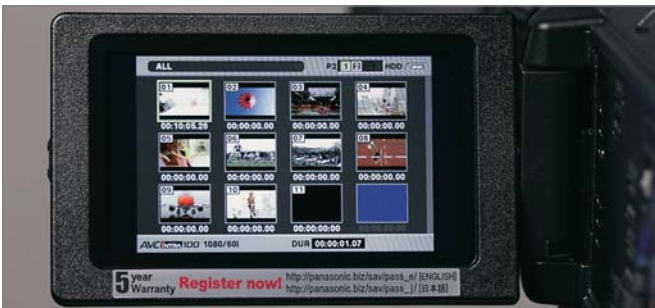 ALL P2 1 2 HDD
01 02 03 04
00:10:05.26 00:00:00.00 00:00:00.00 00:00:00.00
05 06 07 08
00:00:00.00 00:00:00.00 00:00:00.00 00:00:00.00
09 10 11
00:00:00.00 00:00:00.00 00:00:00.00
AVC INTRA 100 1080/60i DUR 00:00:01.07
5 year Warranty Register now!
http://panasonic.biz/sav/pass_e/ [ENGLISH]
http://panasonic.biz/sav/pass_j/ [日本語]